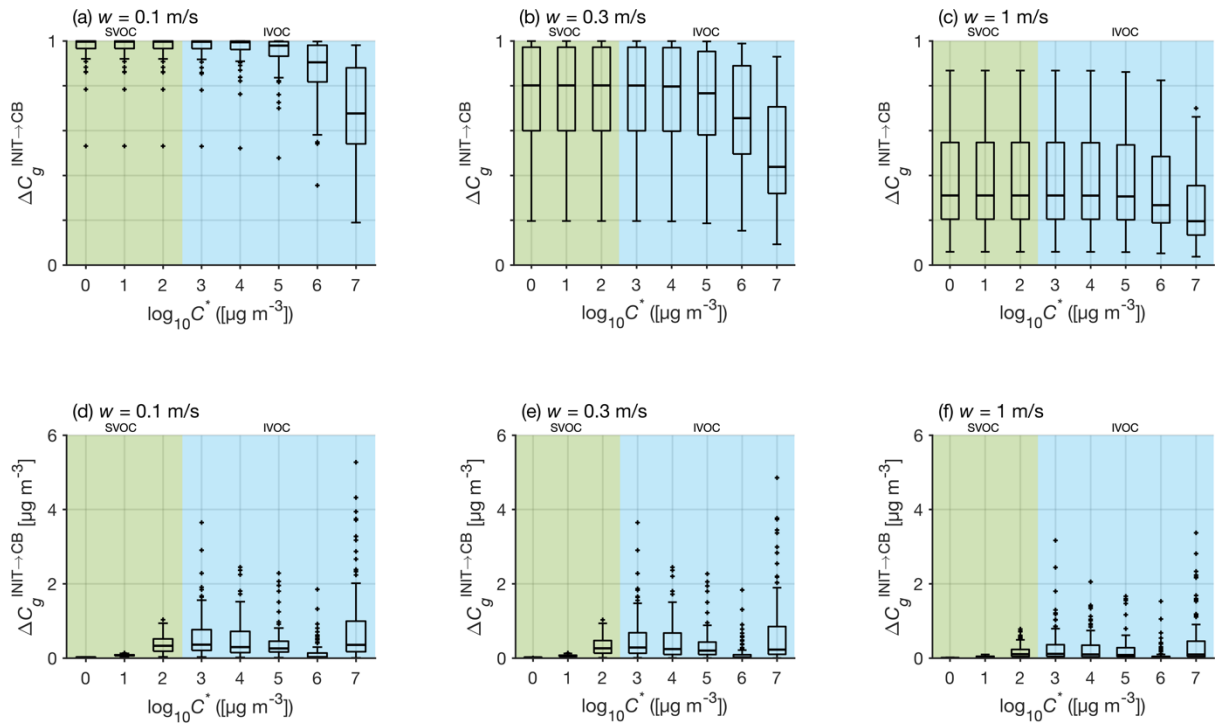 (a) w = 0.1 m/s
(b) w = 0.3 m/s
(c) w = 1 m/s
SVOC IVOC
SVOC IVOC
SVOC IVOC
1
0
ΔC_g^INIT→CB
0 1 2 3 4 5 6 7
log₁₀C* ([µg m⁻³])
1
0
ΔC_g^INIT→CB
0 1 2 3 4 5 6 7
log₁₀C* ([µg m⁻³])
1
0
ΔC_g^INIT→CB
0 1 2 3 4 5 6 7
log₁₀C* ([µg m⁻³])
(d) w = 0.1 m/s
(e) w = 0.3 m/s
(f) w = 1 m/s
SVOC IVOC
SVOC IVOC
SVOC IVOC
6
4
2
0
ΔC_g^INIT→CB [µg m⁻³]
0 1 2 3 4 5 6 7
log₁₀C* ([µg m⁻³])
6
4
2
0
ΔC_g^INIT→CB [µg m⁻³]
0 1 2 3 4 5 6 7
log₁₀C* ([µg m⁻³])
6
4
2
0
ΔC_g^INIT→CB [µg m⁻³]
0 1 2 3 4 5 6 7
log₁₀C* ([µg m⁻³])